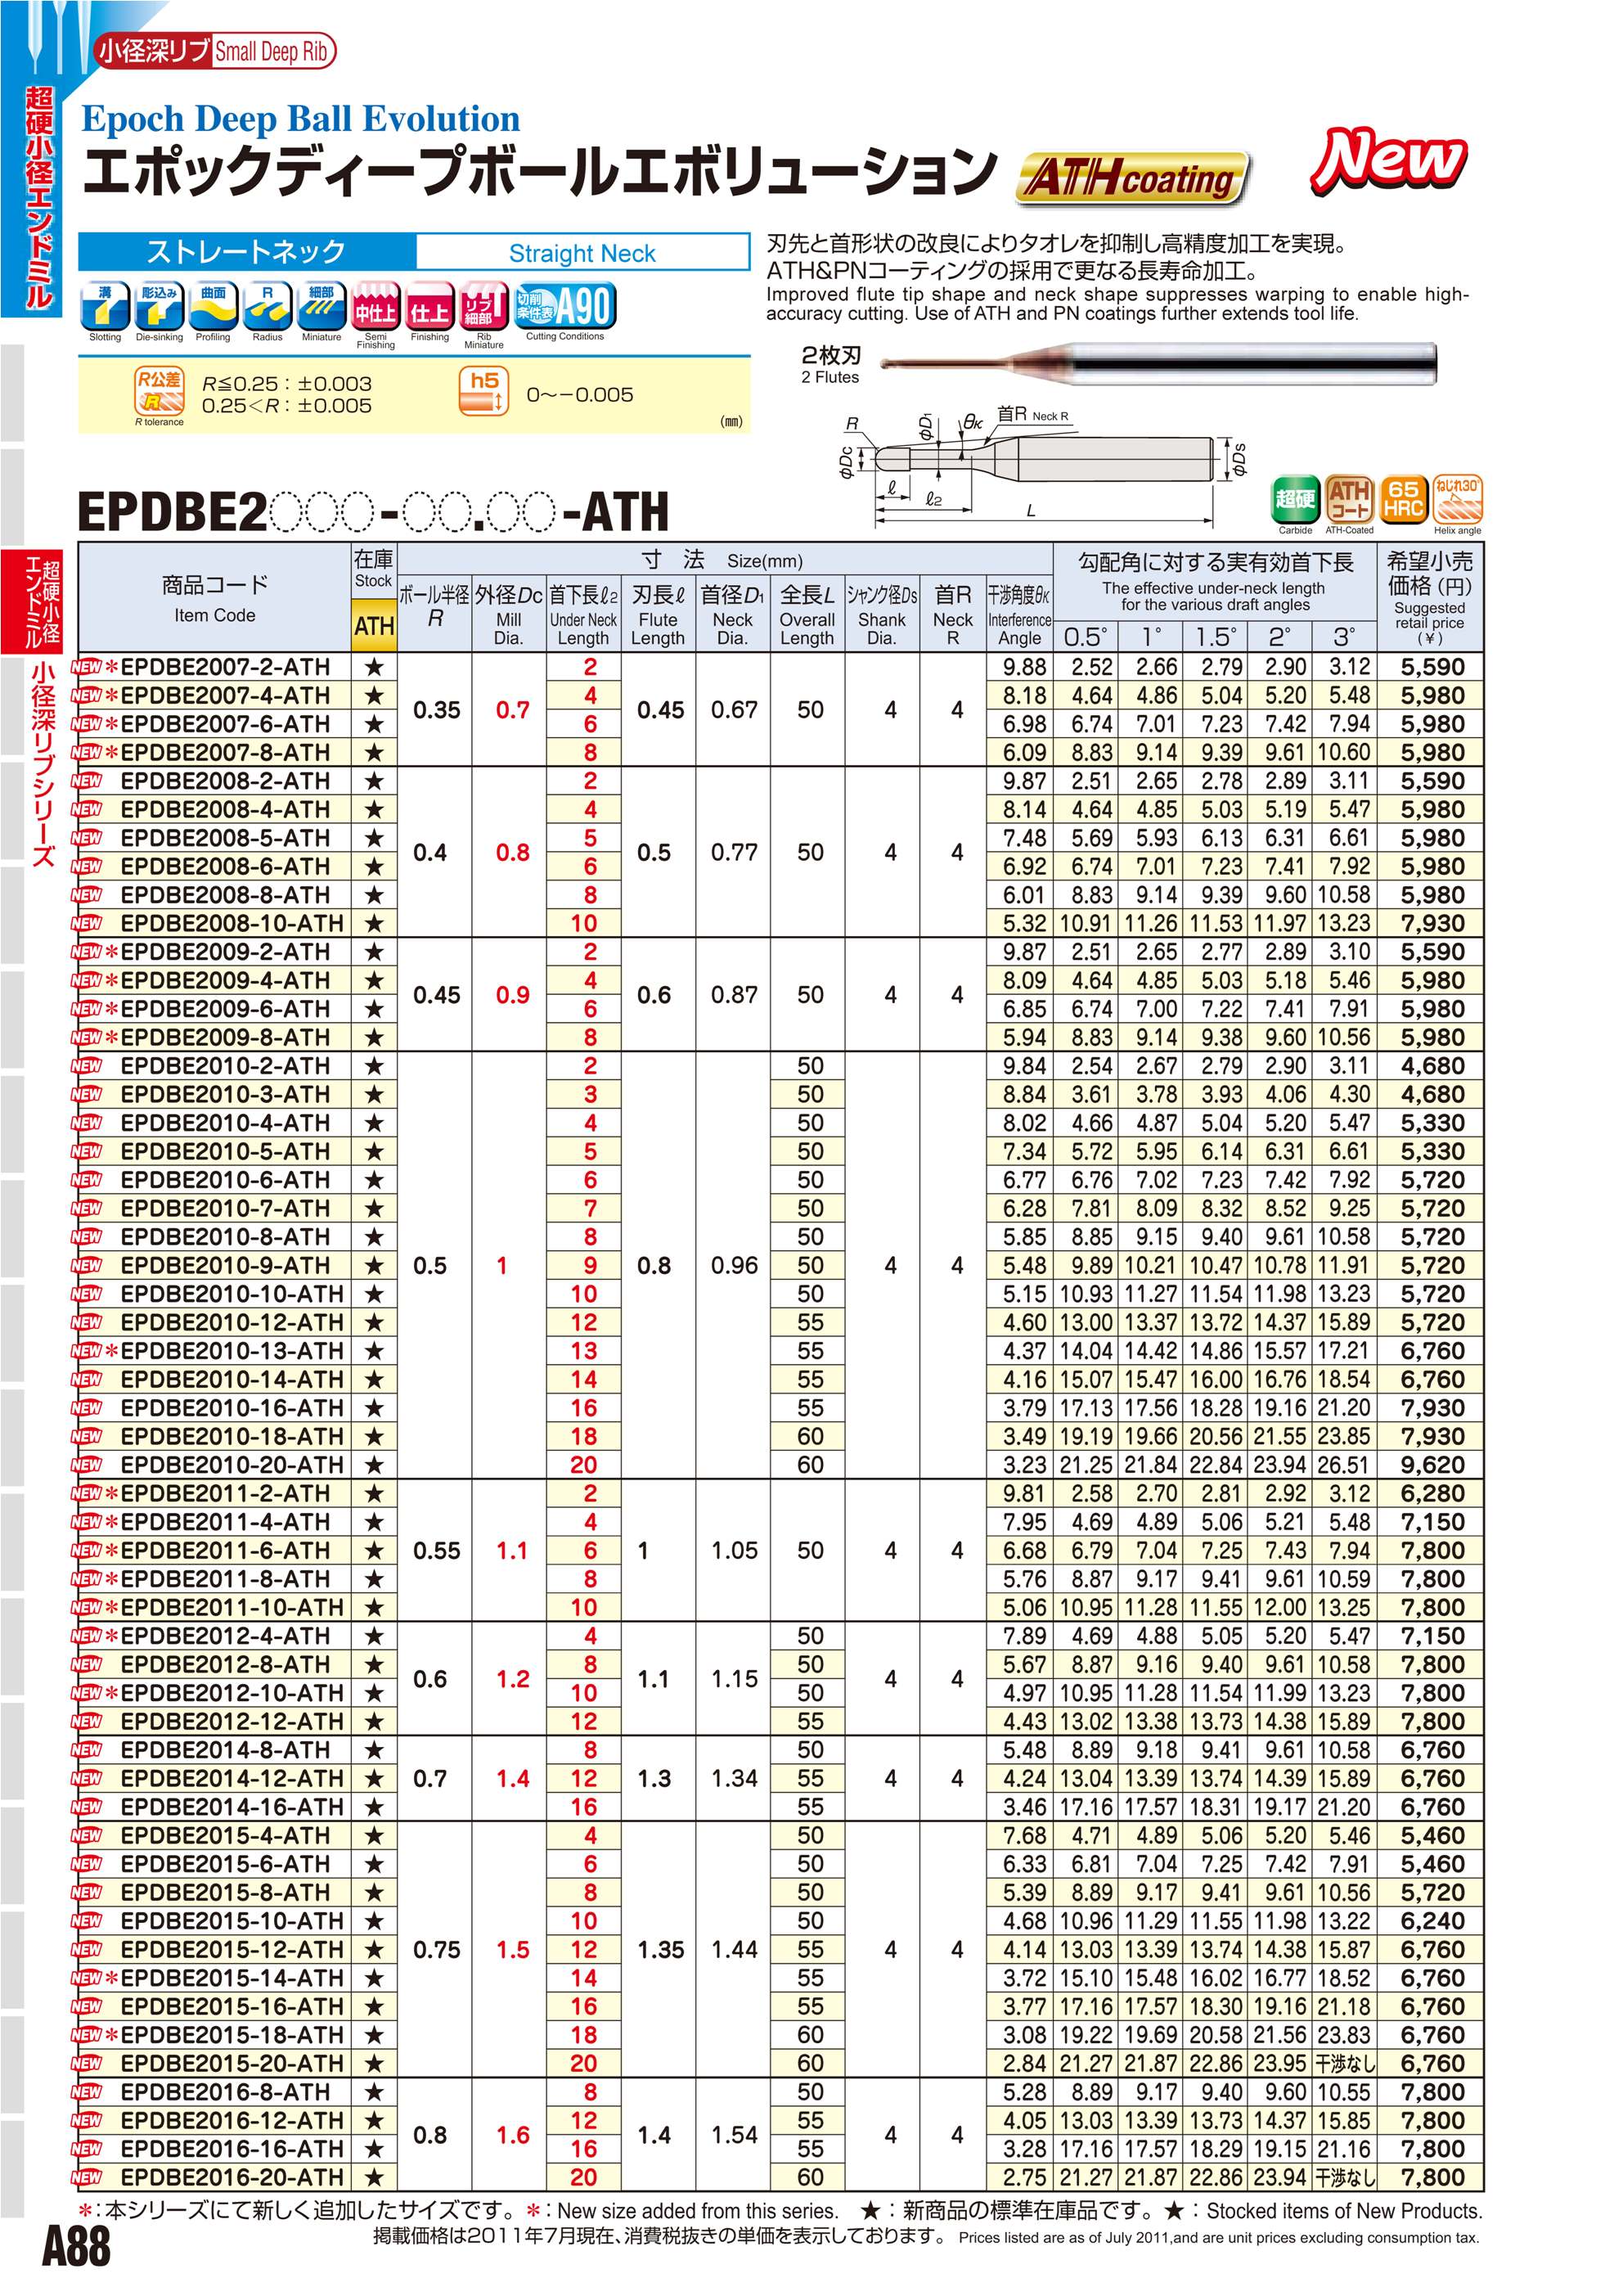 小径深リブ Small Deep Rib
超硬小径エンドミル
Epoch Deep Ball Evolution
エポックディープボールエボリューション ATH coating New
ストレートネック Straight Neck
刃先と首形状の改良によりタオレを抑制し高精度加工を実現。
ATH&PNコーティングの採用で更なる長寿命加工。
Improved flute tip shape and neck shape suppresses warping to enable high-
accuracy cutting. Use of ATH and PN coatings further extends tool life.
溝 彫込み 曲面 R 細部 中仕上 仕上 リブ細部 切削条件表 A90
Slotting Die-sinking Profiling Radius Miniature Semi Finishing Finishing Rib Miniature Cutting Conditions
R公差 R R tolerance
R≦0.25：±0.003
0.25<R：±0.005
h5 0～−0.005
(mm)
2枚刃
2 Flutes
R φDc φD1 θK 首R Neck R φDs ℓ ℓ2 L
超硬 Carbide ATHコート ATH-Coated 65 HRC ねじれ30° Helix angle
EPDBE2○○○-○○.○○-ATH
超硬小径エンドミル
小径深リブシリーズ
商品コード Item Code
在庫 Stock ATH
寸 法 Size(mm)
ボール半径 R
外径Dc Mill Dia.
首下長ℓ2 Under Neck Length
刃長ℓ Flute Length
首径D1 Neck Dia.
全長L Overall Length
シャンク径Ds Shank Dia.
首R Neck R
干渉角度θK Interference Angle
勾配角に対する実有効首下長
The effective under-neck length
for the various draft angles
0.5° 1° 1.5° 2° 3°
希望小売価格(円) Suggested retail price (￥)
NEW *EPDBE2007-2-ATH ★ 2 9.88 2.52 2.66 2.79 2.90 3.12 5,590
NEW *EPDBE2007-4-ATH ★ 4 8.18 4.64 4.86 5.04 5.20 5.48 5,980
0.35 0.7 0.45 0.67 50 4 4
NEW *EPDBE2007-6-ATH ★ 6 6.98 6.74 7.01 7.23 7.42 7.94 5,980
NEW *EPDBE2007-8-ATH ★ 8 6.09 8.83 9.14 9.39 9.61 10.60 5,980
NEW EPDBE2008-2-ATH ★ 2 9.87 2.51 2.65 2.78 2.89 3.11 5,590
NEW EPDBE2008-4-ATH ★ 4 8.14 4.64 4.85 5.03 5.19 5.47 5,980
NEW EPDBE2008-5-ATH ★ 5 7.48 5.69 5.93 6.13 6.31 6.61 5,980
0.4 0.8 0.5 0.77 50 4 4
NEW EPDBE2008-6-ATH ★ 6 6.92 6.74 7.01 7.23 7.41 7.92 5,980
NEW EPDBE2008-8-ATH ★ 8 6.01 8.83 9.14 9.39 9.60 10.58 5,980
NEW EPDBE2008-10-ATH ★ 10 5.32 10.91 11.26 11.53 11.97 13.23 7,930
NEW *EPDBE2009-2-ATH ★ 2 9.87 2.51 2.65 2.77 2.89 3.10 5,590
NEW *EPDBE2009-4-ATH ★ 4 8.09 4.64 4.85 5.03 5.18 5.46 5,980
0.45 0.9 0.6 0.87 50 4 4
NEW *EPDBE2009-6-ATH ★ 6 6.85 6.74 7.00 7.22 7.41 7.91 5,980
NEW *EPDBE2009-8-ATH ★ 8 5.94 8.83 9.14 9.38 9.60 10.56 5,980
NEW EPDBE2010-2-ATH ★ 2 50 9.84 2.54 2.67 2.79 2.90 3.11 4,680
NEW EPDBE2010-3-ATH ★ 3 50 8.84 3.61 3.78 3.93 4.06 4.30 4,680
NEW EPDBE2010-4-ATH ★ 4 50 8.02 4.66 4.87 5.04 5.20 5.47 5,330
NEW EPDBE2010-5-ATH ★ 5 50 7.34 5.72 5.95 6.14 6.31 6.61 5,330
NEW EPDBE2010-6-ATH ★ 6 50 6.77 6.76 7.02 7.23 7.42 7.92 5,720
NEW EPDBE2010-7-ATH ★ 7 50 6.28 7.81 8.09 8.32 8.52 9.25 5,720
NEW EPDBE2010-8-ATH ★ 8 50 5.85 8.85 9.15 9.40 9.61 10.58 5,720
NEW EPDBE2010-9-ATH ★ 0.5 1 9 0.8 0.96 50 4 4 5.48 9.89 10.21 10.47 10.78 11.91 5,720
NEW EPDBE2010-10-ATH ★ 10 50 5.15 10.93 11.27 11.54 11.98 13.23 5,720
NEW EPDBE2010-12-ATH ★ 12 55 4.60 13.00 13.37 13.72 14.37 15.89 5,720
NEW *EPDBE2010-13-ATH ★ 13 55 4.37 14.04 14.42 14.86 15.57 17.21 6,760
NEW EPDBE2010-14-ATH ★ 14 55 4.16 15.07 15.47 16.00 16.76 18.54 6,760
NEW EPDBE2010-16-ATH ★ 16 55 3.79 17.13 17.56 18.28 19.16 21.20 7,930
NEW EPDBE2010-18-ATH ★ 18 60 3.49 19.19 19.66 20.56 21.55 23.85 7,930
NEW EPDBE2010-20-ATH ★ 20 60 3.23 21.25 21.84 22.84 23.94 26.51 9,620
NEW *EPDBE2011-2-ATH ★ 2 9.81 2.58 2.70 2.81 2.92 3.12 6,280
NEW *EPDBE2011-4-ATH ★ 4 7.95 4.69 4.89 5.06 5.21 5.48 7,150
NEW *EPDBE2011-6-ATH ★ 0.55 1.1 6 1 1.05 50 4 4 6.68 6.79 7.04 7.25 7.43 7.94 7,800
NEW *EPDBE2011-8-ATH ★ 8 5.76 8.87 9.17 9.41 9.61 10.59 7,800
NEW *EPDBE2011-10-ATH ★ 10 5.06 10.95 11.28 11.55 12.00 13.25 7,800
NEW *EPDBE2012-4-ATH ★ 4 50 7.89 4.69 4.88 5.05 5.20 5.47 7,150
NEW EPDBE2012-8-ATH ★ 8 50 5.67 8.87 9.16 9.40 9.61 10.58 7,800
0.6 1.2 1.1 1.15 4 4
NEW *EPDBE2012-10-ATH ★ 10 50 4.97 10.95 11.28 11.54 11.99 13.23 7,800
NEW EPDBE2012-12-ATH ★ 12 55 4.43 13.02 13.38 13.73 14.38 15.89 7,800
NEW EPDBE2014-8-ATH ★ 8 50 5.48 8.89 9.18 9.41 9.61 10.58 6,760
NEW EPDBE2014-12-ATH ★ 0.7 1.4 12 1.3 1.34 55 4 4 4.24 13.04 13.39 13.74 14.39 15.89 6,760
NEW EPDBE2014-16-ATH ★ 16 55 3.46 17.16 17.57 18.31 19.17 21.20 6,760
NEW EPDBE2015-4-ATH ★ 4 50 7.68 4.71 4.89 5.06 5.20 5.46 5,460
NEW EPDBE2015-6-ATH ★ 6 50 6.33 6.81 7.04 7.25 7.42 7.91 5,460
NEW EPDBE2015-8-ATH ★ 8 50 5.39 8.89 9.17 9.41 9.61 10.56 5,720
NEW EPDBE2015-10-ATH ★ 10 50 4.68 10.96 11.29 11.55 11.98 13.22 6,240
NEW EPDBE2015-12-ATH ★ 0.75 1.5 12 1.35 1.44 55 4 4 4.14 13.03 13.39 13.74 14.38 15.87 6,760
NEW *EPDBE2015-14-ATH ★ 14 55 3.72 15.10 15.48 16.02 16.77 18.52 6,760
NEW EPDBE2015-16-ATH ★ 16 55 3.77 17.16 17.57 18.30 19.16 21.18 6,760
NEW *EPDBE2015-18-ATH ★ 18 60 3.08 19.22 19.69 20.58 21.56 23.83 6,760
NEW EPDBE2015-20-ATH ★ 20 60 2.84 21.27 21.87 22.86 23.95 干渉なし 6,760
NEW EPDBE2016-8-ATH ★ 8 50 5.28 8.89 9.17 9.40 9.60 10.55 7,800
NEW EPDBE2016-12-ATH ★ 12 55 4.05 13.03 13.39 13.73 14.37 15.85 7,800
0.8 1.6 1.4 1.54 4 4
NEW EPDBE2016-16-ATH ★ 16 55 3.28 17.16 17.57 18.29 19.15 21.16 7,800
NEW EPDBE2016-20-ATH ★ 20 60 2.75 21.27 21.87 22.86 23.94 干渉なし 7,800
*：本シリーズにて新しく追加したサイズです。*：New size added from this series. ★：新商品の標準在庫品です。★：Stocked items of New Products.
掲載価格は2011年7月現在、消費税抜きの単価を表示しております。 Prices listed are as of July 2011,and are unit prices excluding consumption tax.
A88